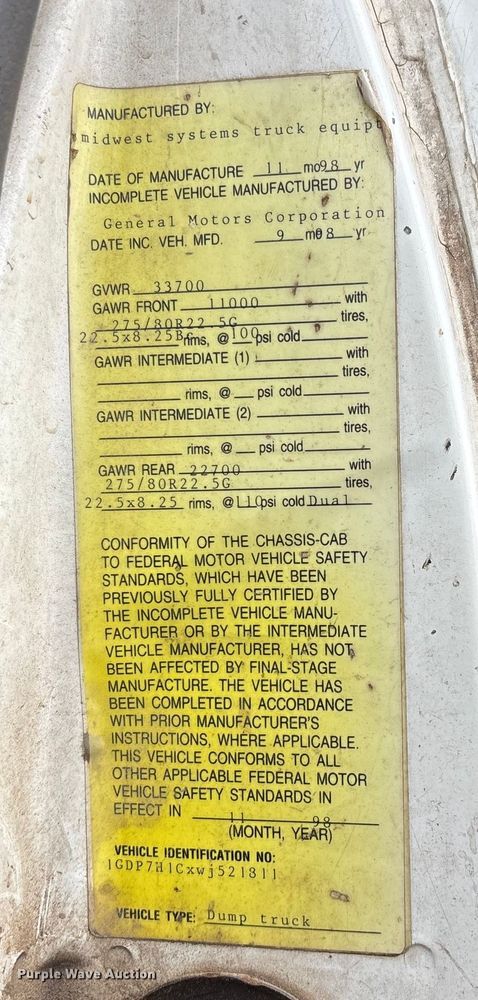 MANUFACTURED BY:
midwest systems truck equipt
DATE OF MANUFACTURE 11 mo98 yr
INCOMPLETE VEHICLE MANUFACTURED BY:
General Motors Corporation
DATE INC. VEH. MFD. 9 mo 8 yr
GVWR 33700
GAWR FRONT 11000 with
275/80R22.5G tires,
22.5x8.25 rims, @100 psi cold
GAWR INTERMEDIATE (1) with
tires,
rims, @ psi cold
GAWR INTERMEDIATE (2) with
tires,
rims, @ psi cold
GAWR REAR 22700 with
275/80R22.5G tires,
22.5x8.25 rims, @110psi cold Dual
CONFORMITY OF THE CHASSIS-CAB
TO FEDERAL MOTOR VEHICLE SAFETY
STANDARDS, WHICH HAVE BEEN
PREVIOUSLY FULLY CERTIFIED BY
THE INCOMPLETE VEHICLE MANU-
FACTURER OR BY THE INTERMEDIATE
VEHICLE MANUFACTURER, HAS NOT
BEEN AFFECTED BY FINAL-STAGE
MANUFACTURE. THE VEHICLE HAS
BEEN COMPLETED IN ACCORDANCE
WITH PRIOR MANUFACTURER'S
INSTRUCTIONS, WHERE APPLICABLE.
THIS VEHICLE CONFORMS TO ALL
OTHER APPLICABLE FEDERAL MOTOR
VEHICLE SAFETY STANDARDS IN
EFFECT IN 11 98
(MONTH, YEAR)
VEHICLE IDENTIFICATION NO:
1GDP7H1Cxwj521811
VEHICLE TYPE: Dump truck
Purple Wave Auction